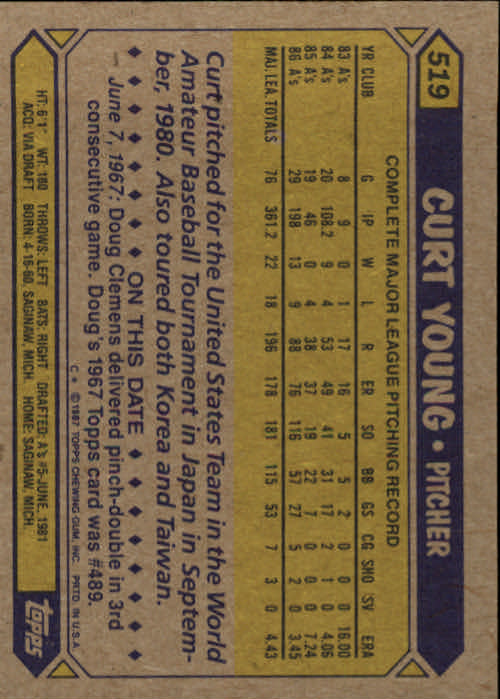 519 CURT YOUNG • PITCHER
COMPLETE MAJOR LEAGUE PITCHING RECORD
YR CLUB G IP W L R ER SO BB GS CG SHO SV ERA
83 A's 8 9 0 1 17 16 5 5 2 0 0 0 16.00
84 A's 20 108.2 9 4 53 49 41 31 17 2 1 0 4.06
85 A's 19 46 0 4 38 37 19 22 7 0 0 0 7.24
86 A's 29 198 13 9 88 76 116 57 27 5 2 0 3.45
MAJ. LEA. TOTALS 76 361.2 22 18 196 178 181 115 53 7 3 0 4.43
Curt pitched for the United States Team in the World
Amateur Baseball Tournament in Japan in Septem-
ber, 1980. Also toured both Korea and Taiwan.
♦ ♦ ♦ ♦ ♦ ♦ ON THIS DATE ♦ ♦ ♦ ♦ ♦ ♦
June 7, 1967: Doug Clemens delivered pinch-double in 3rd
consecutive game. Doug's 1967 Topps card was #489.
C * © 1987 TOPPS CHEWING GUM, INC. PRTD. IN U.S.A.
HT: 6'1" WT: 180 THROWS: LEFT BATS: RIGHT DRAFTED: A's #5-JUNE, 1981
ACQ: VIA DRAFT BORN: 4-16-60, SAGINAW, MICH. HOME: SAGINAW, MICH.
topps